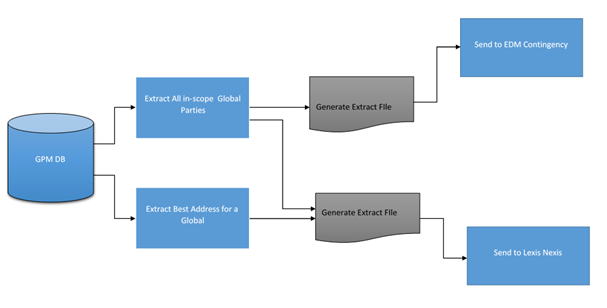 Send to EDM Contingency
Extract All in-scope Global
Parties
Generate Extract FIle
GPM DB
Extract Best Address for a
Global
Generate Extract FIle
Send to Lexis Nexis